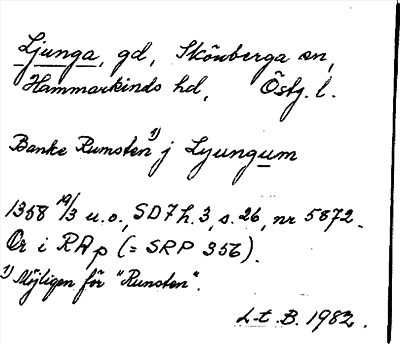 Ljunga, gd, Skönberga sn,
Hammarkinds hd, Östg. l.
Banke Rumsten¹⁾ j Lyungum
1358 19/3 u.o., SD 7 h. 3, s. 26, nr 5872.
Or i RAp (= SRP 356).
¹⁾ Möjligen för "Runsten".
L-t. B. 1982.